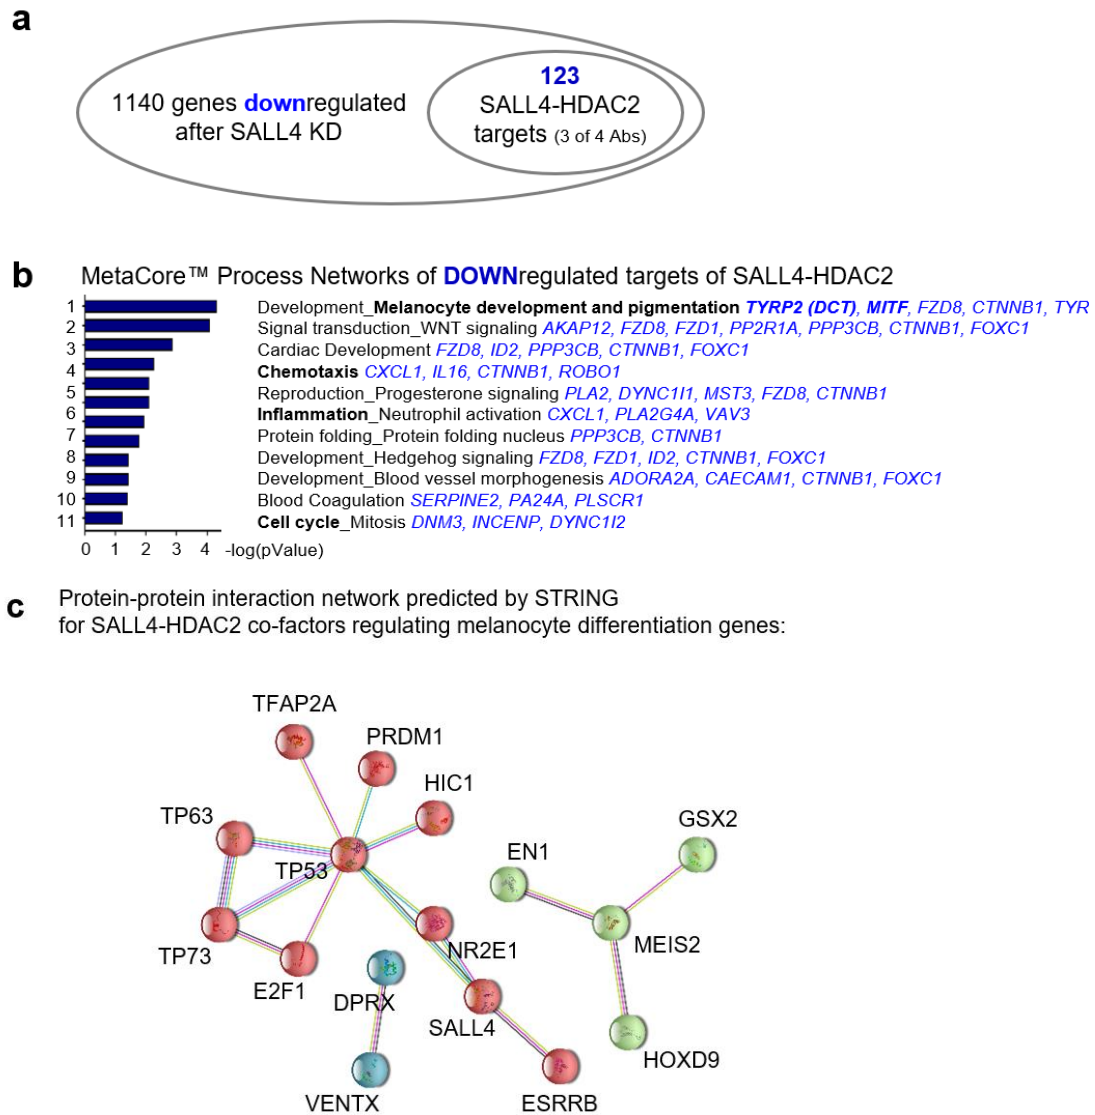 a
1140 genes downregulated
after SALL4 KD
123
SALL4-HDAC2
targets (3 of 4 Abs)
b
MetaCore™ Process Networks of DOWNregulated targets of SALL4-HDAC2
1 Development_Melanocyte development and pigmentation TYRP2 (DCT), MITF, FZD8, CTNNB1, TYR
2 Signal transduction_WNT signaling AKAP12, FZD8, FZD1, PP2R1A, PPP3CB, CTNNB1, FOXC1
3 Cardiac Development FZD8, ID2, PPP3CB, CTNNB1, FOXC1
4 Chemotaxis CXCL1, IL16, CTNNB1, ROBO1
5 Reproduction_Progesterone signaling PLA2, DYNC1I1, MST3, FZD8, CTNNB1
6 Inflammation_Neutrophil activation CXCL1, PLA2G4A, VAV3
7 Protein folding_Protein folding nucleus PPP3CB, CTNNB1
8 Development_Hedgehog signaling FZD8, FZD1, ID2, CTNNB1, FOXC1
9 Development_Blood vessel morphogenesis ADORA2A, CAECAM1, CTNNB1, FOXC1
10 Blood Coagulation SERPINE2, PA24A, PLSCR1
11 Cell cycle_Mitosis DNM3, INCENP, DYNC1I2
0 1 2 3 4 -log(pValue)
c
Protein-protein interaction network predicted by STRING
for SALL4-HDAC2 co-factors regulating melanocyte differentiation genes:
TFAP2A
PRDM1
HIC1
TP63
GSX2
EN1
TP53
MEIS2
NR2E1
TP73
E2F1
DPRX
SALL4
HOXD9
VENTX
ESRRB